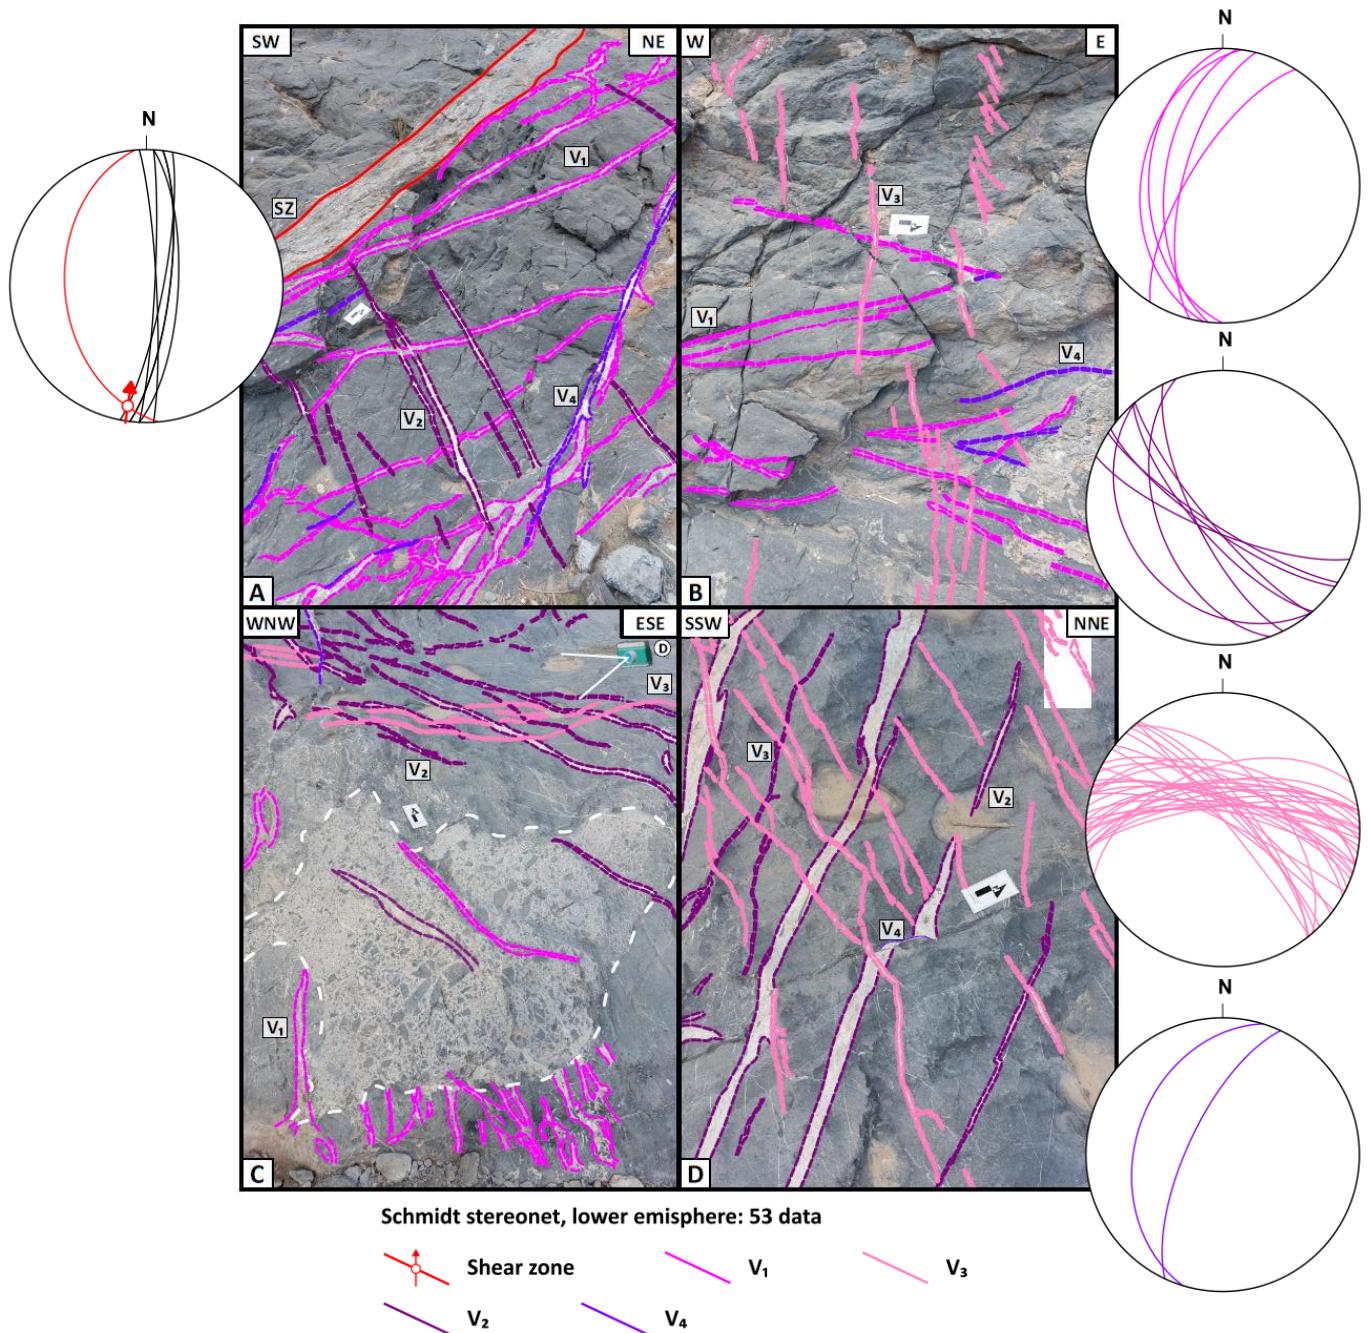 N
SW
NE
W
E
N
V₁
V₃
SZ
V₁
V₄
V₂
V₄
A
B
N
WNW
ESE
SSW
NNE
D
V₃
V₂
V₃
V₂
V₄
V₁
C
D
N
N
Schmidt stereonet, lower emisphere: 53 data
Shear zone
V₁
V₃
V₂
V₄